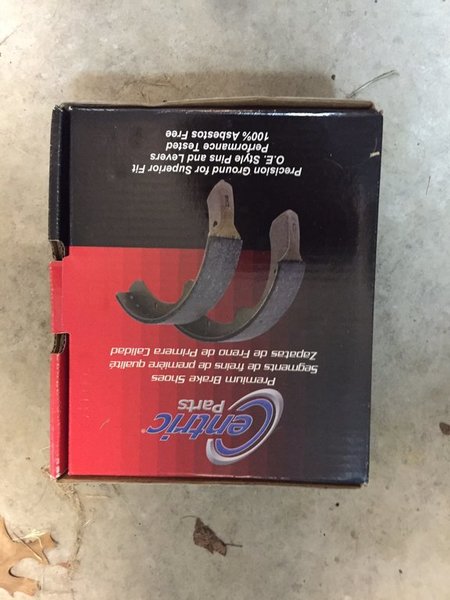 Centric®
Parts
Premium Brake Shoes
Segments de freins de première qualité
Zapatas de Freno de Primera Calidad
Precision Ground for Superior Fit
O.E. Style Pins and Levers
Performance Tested
100% Asbestos Free